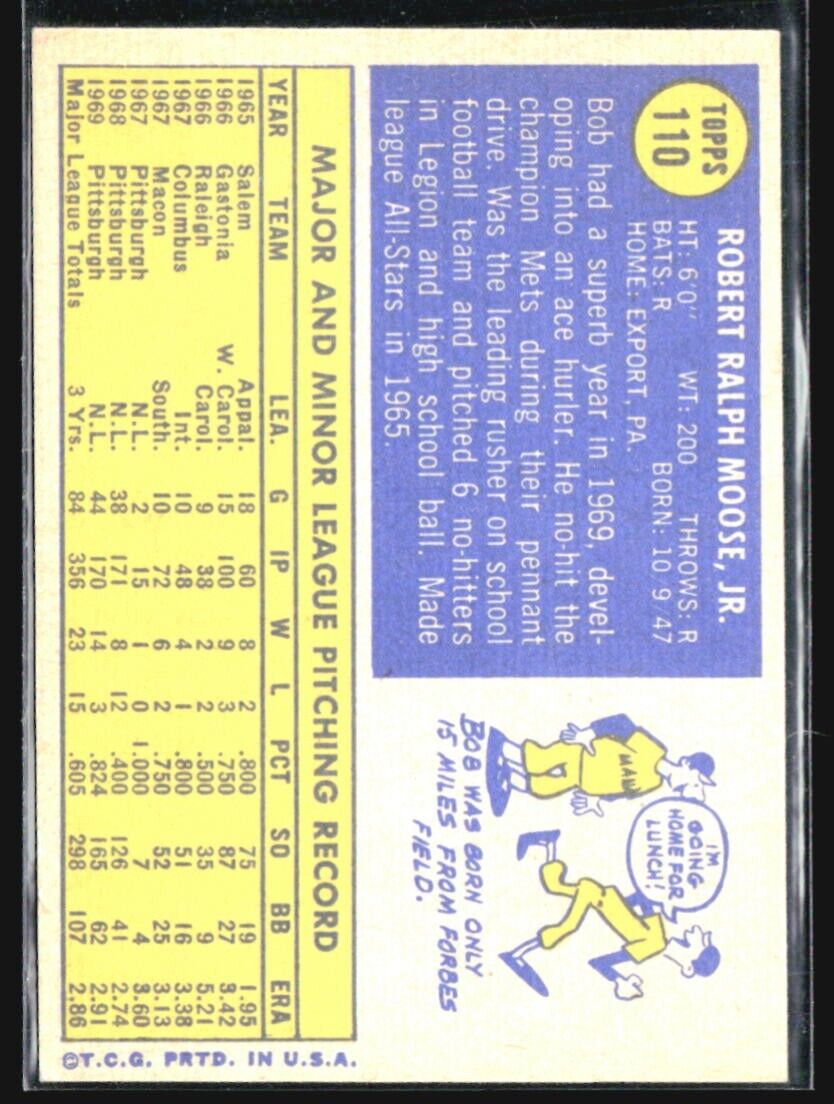 TOPPS
110
ROBERT RALPH MOOSE, JR.
HT: 6'0" WT: 200 THROWS: R
BATS: R BORN: 10/9/47
HOME: EXPORT, PA.
Bob had a superb year in 1969, devel-
oping into an ace hurler. He no-hit the
champion Mets during their pennant
drive. Was the leading rusher on school
football team and pitched 6 no-hitters
in Legion and high school ball. Made
league All-Stars in 1965.
I'M
GOING
HOME FOR
LUNCH!
BOB WAS BORN ONLY
15 MILES FROM FORBES
FIELD.
MAJOR AND MINOR LEAGUE PITCHING RECORD
YEAR TEAM LEA. G IP W L PCT SO BB ERA
1965 Salem Appal. 18 60 8 2 .800 75 19 1.95
1966 Gastonia W. Carol. 15 100 9 3 .750 87 27 3.42
1966 Raleigh Carol. 9 38 2 2 .500 35 9 5.21
1967 Columbus Int. 10 48 4 1 .800 51 16 3.38
1967 Macon South. 10 72 6 2 .750 52 25 3.13
1967 Pittsburgh N.L. 2 15 1 0 1.000 7 4 3.60
1968 Pittsburgh N.L. 38 171 8 12 .400 126 41 2.74
1969 Pittsburgh N.L. 44 170 14 3 .824 165 62 2.91
Major League Totals 3 Yrs. 84 356 23 15 .605 298 107 2.86
©T.C.G. PRTD. IN U.S.A.